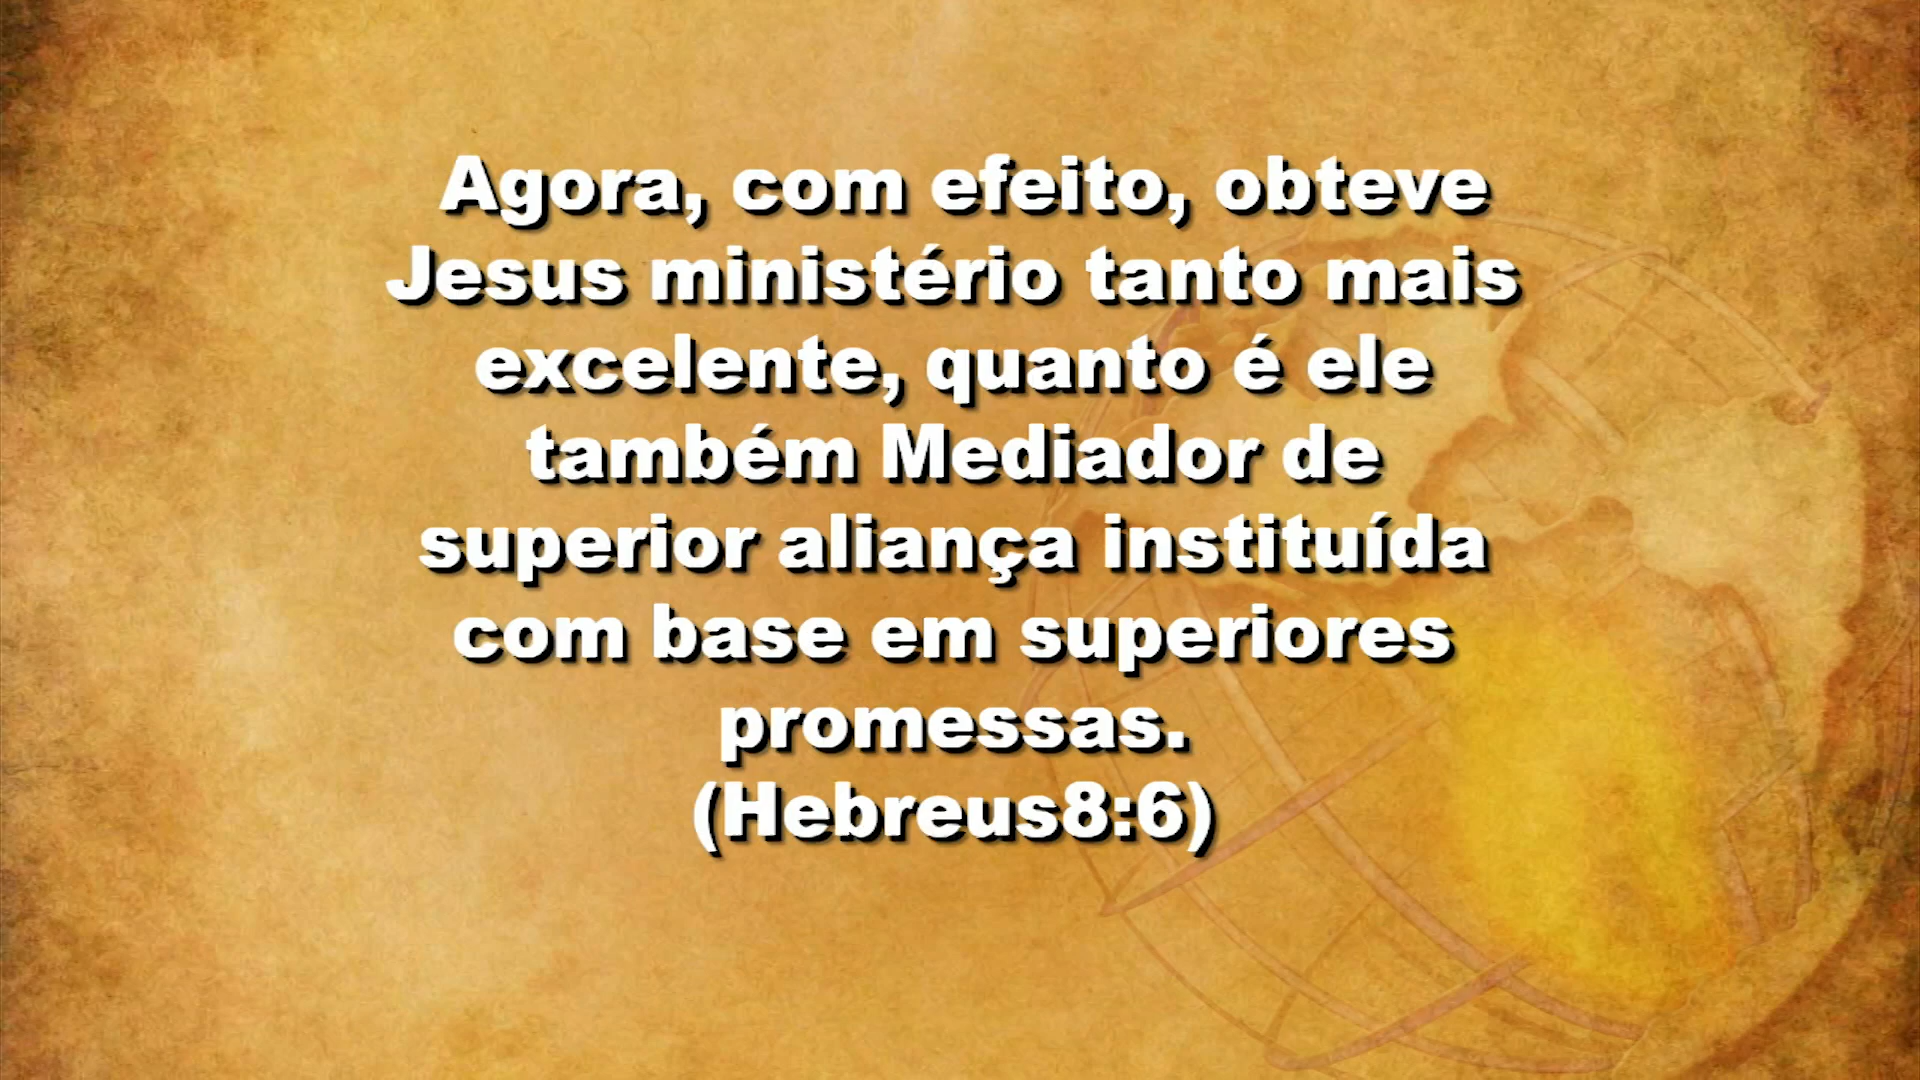 Agora, com efeito, obteve
Jesus ministério tanto mais
excelente, quanto é ele
também Mediador de
superior aliança instituída
com base em superiores
promessas.
(Hebreus8:6)